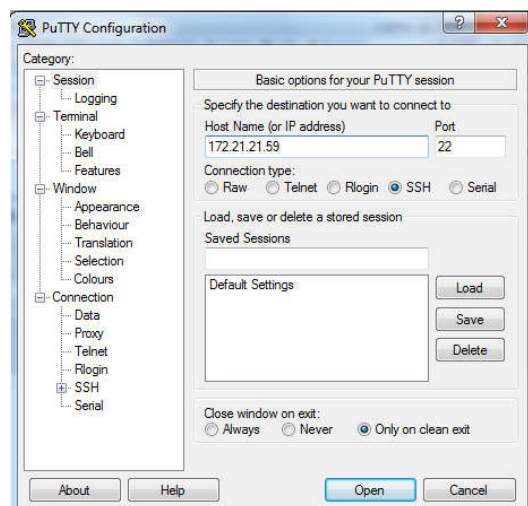 PuTTY Configuration
Category:
Session
Logging
Terminal
Keyboard
Bell
Features
Window
Appearance
Behaviour
Translation
Selection
Colours
Connection
Data
Proxy
Telnet
Rlogin
SSH
Serial
Basic options for your PuTTY session
Specify the destination you want to connect to
Host Name (or IP address) Port
172.21.21.59 22
Connection type:
Raw Telnet Rlogin SSH Serial
Load, save or delete a stored session
Saved Sessions
Default Settings
Load
Save
Delete
Close window on exit:
Always Never Only on clean exit
About Help Open Cancel